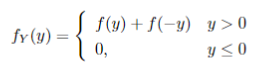 f_Y(y) = { f(y) + f(−y)   y > 0
0,   y ≤ 0